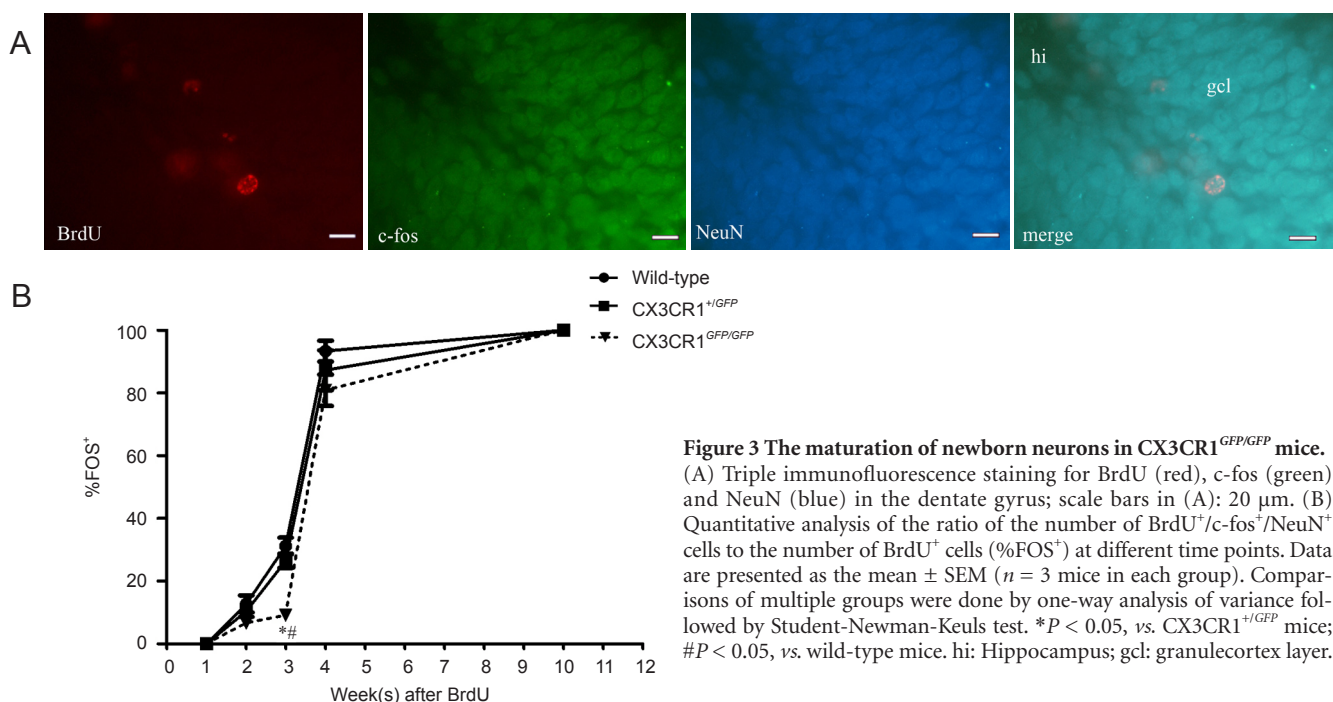 A
BrdU
c-fos
NeuN
hi
gcl
merge
B
Wild-type
CX3CR1+/GFP
CX3CR1GFP/GFP
100
80
60
40
20
0
%FOS+
*#
0 1 2 3 4 5 6 7 8 9 10 11 12
Week(s) after BrdU
Figure 3 The maturation of newborn neurons in CX3CR1GFP/GFP mice.
(A) Triple immunofluorescence staining for BrdU (red), c-fos (green)
and NeuN (blue) in the dentate gyrus; scale bars in (A): 20 μm. (B)
Quantitative analysis of the ratio of the number of BrdU+/c-fos+/NeuN+
cells to the number of BrdU+ cells (%FOS+) at different time points. Data
are presented as the mean ± SEM (n = 3 mice in each group). Compar-
isons of multiple groups were done by one-way analysis of variance fol-
lowed by Student-Newman-Keuls test. *P < 0.05, vs. CX3CR1+/GFP mice;
#P < 0.05, vs. wild-type mice. hi: Hippocampus; gcl: granulecortex layer.